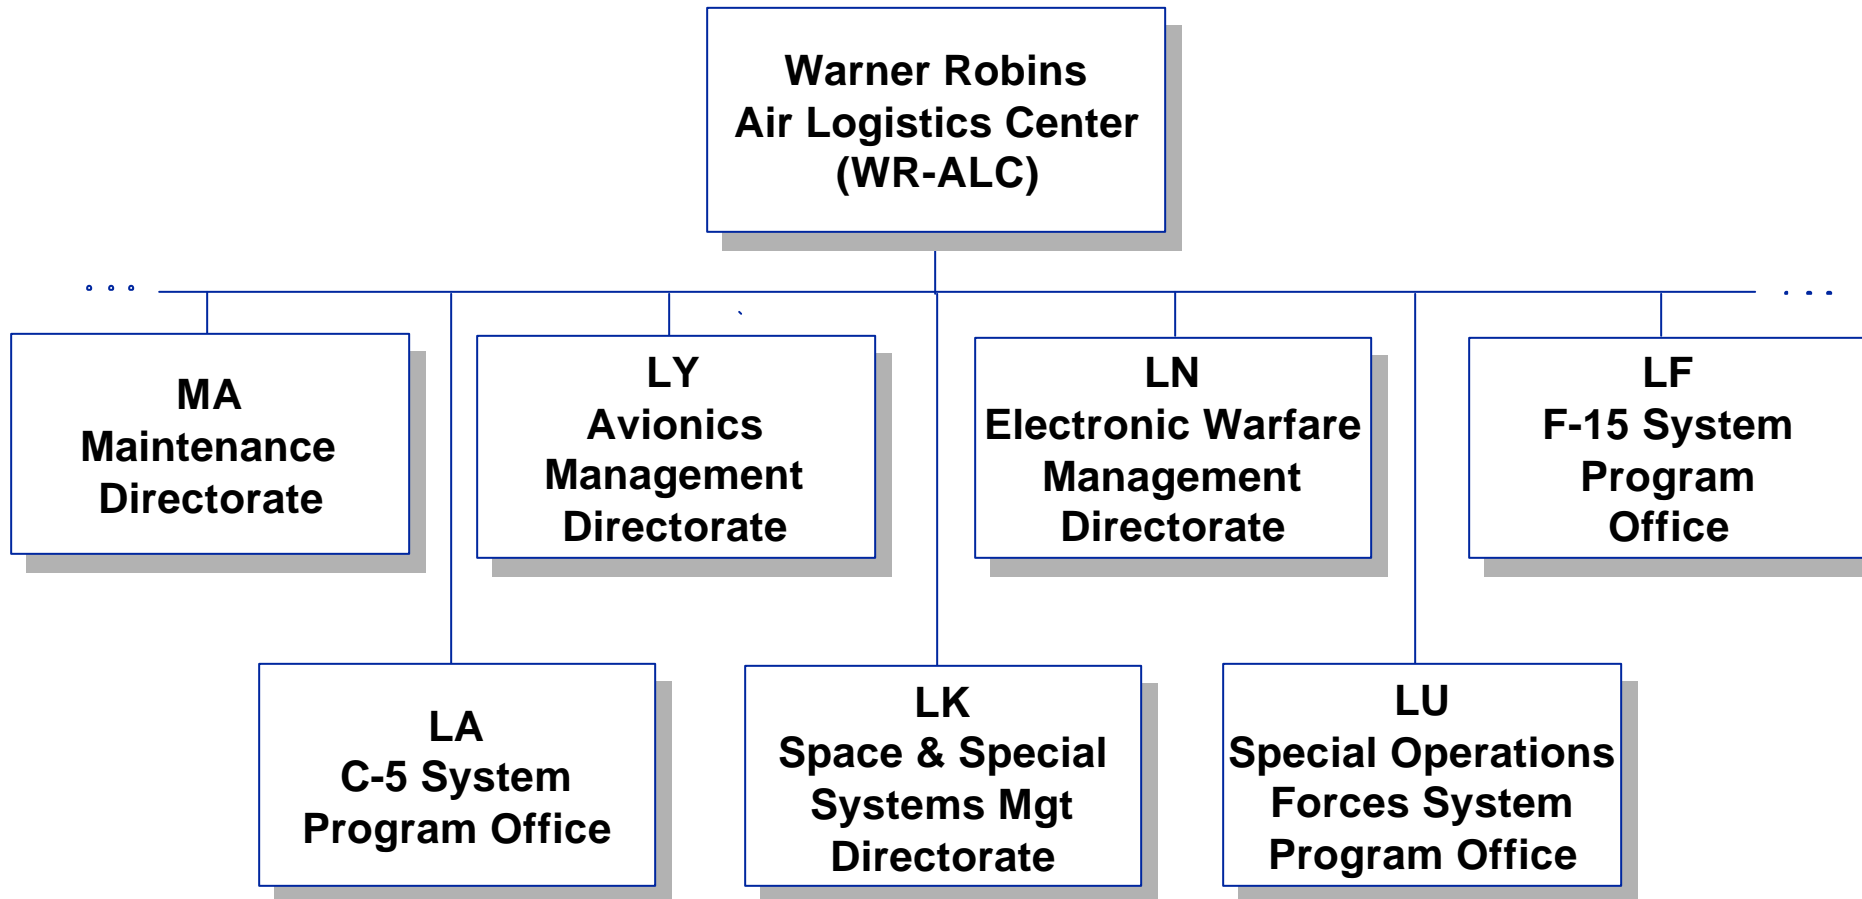 Warner Robins
Air Logistics Center
(WR-ALC)
MA
Maintenance
Directorate
LY
Avionics
Management
Directorate
LN
Electronic Warfare
Management
Directorate
LF
F-15 System
Program
Office
LA
C-5 System
Program Office
LK
Space & Special
Systems Mgt
Directorate
LU
Special Operations
Forces System
Program Office